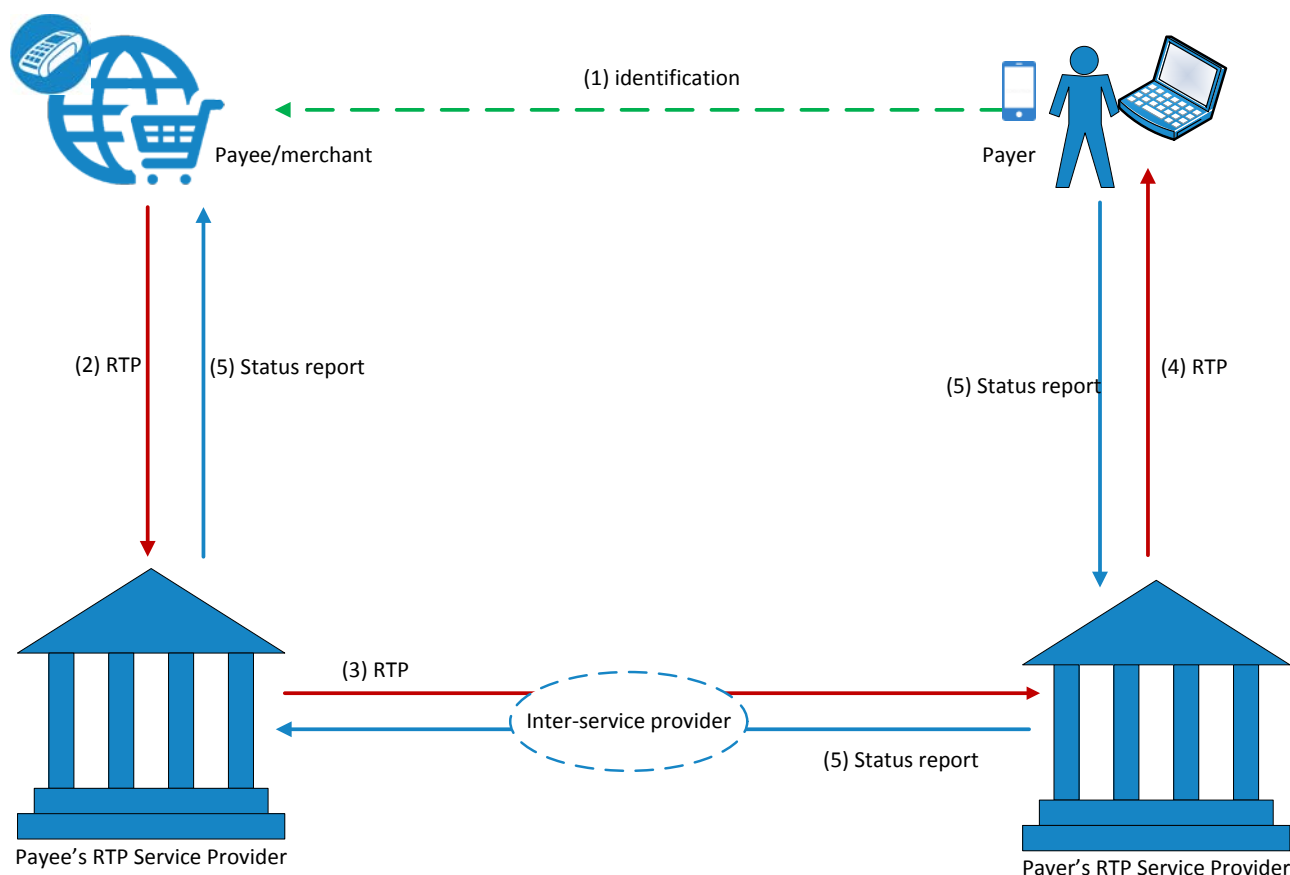 (1) identification
Payee/merchant
Payer
(2) RTP
(5) Status report
(5) Status report
(4) RTP
(3) RTP
Inter-service provider
(5) Status report
Payee’s RTP Service Provider
Payer’s RTP Service Provider